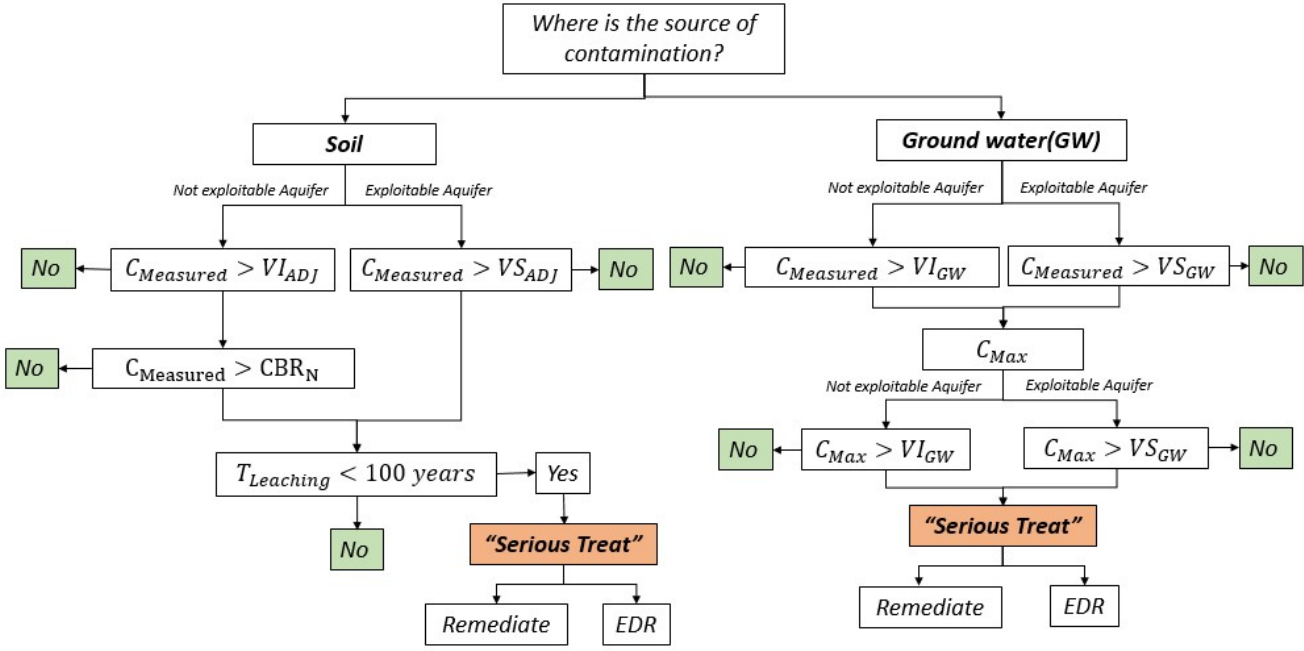 Where is the source of
contamination?
Soil
Ground water(GW)
Not exploitable Aquifer
Exploitable Aquifer
Not exploitable Aquifer
Exploitable Aquifer
No
C_Measured > VI_ADJ
C_Measured > VS_ADJ
No
No
C_Measured > VI_GW
C_Measured > VS_GW
No
No
C_Measured > CBR_N
C_Max
Not exploitable Aquifer
Exploitable Aquifer
T_Leaching < 100 years
Yes
No
C_Max > VI_GW
C_Max > VS_GW
No
No
“Serious Treat”
“Serious Treat”
Remediate
EDR
Remediate
EDR